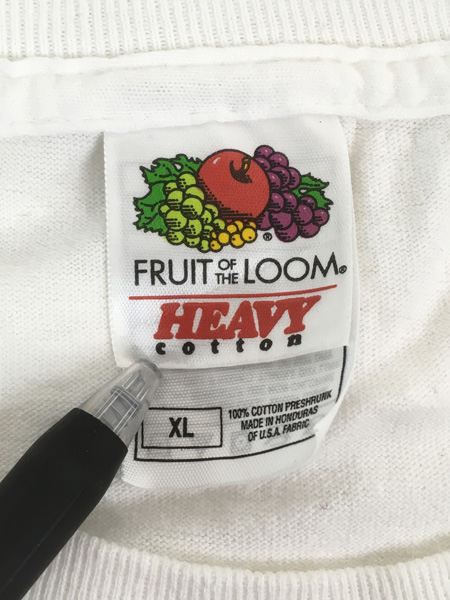 ®
FRUIT OF THE LOOM®
HEAVY
cotton
XL
100% COTTON PRESHRUNK
MADE IN HONDURAS
OF U.S.A. FABRIC